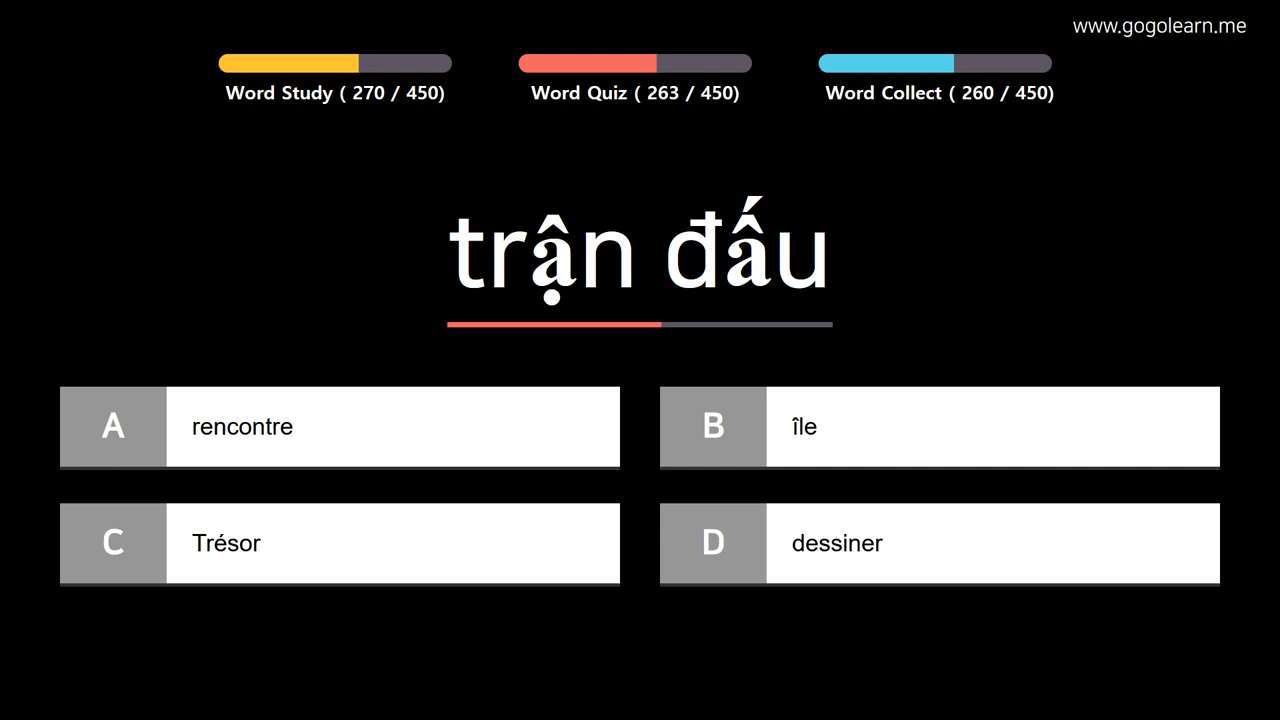 www.gogolearn.me
Word Study ( 270 / 450)
Word Quiz ( 263 / 450)
Word Collect ( 260 / 450)
trận đấu
A rencontre
B île
C Trésor
D dessiner